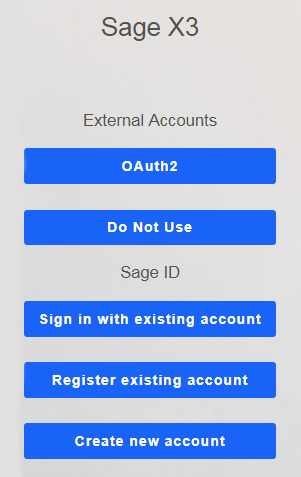 Sage X3
External Accounts
OAuth2
Do Not Use
Sage ID
Sign in with existing account
Register existing account
Create new account